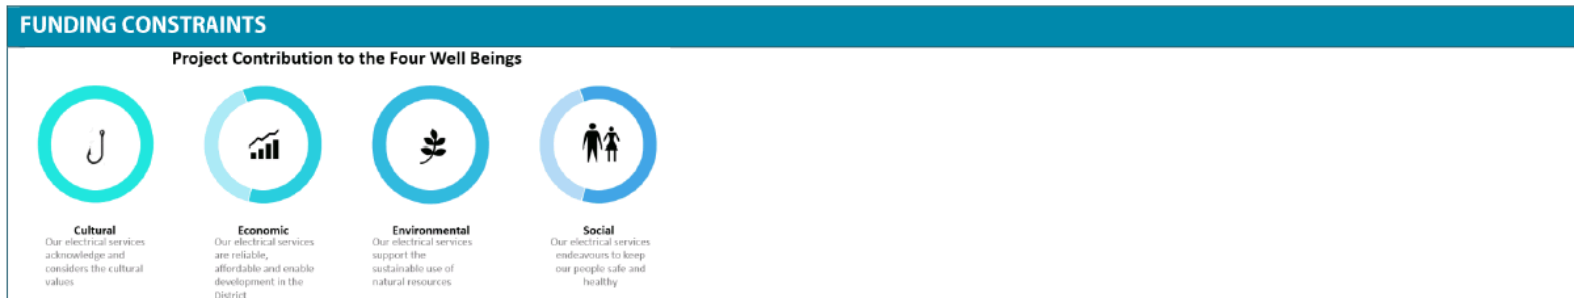 FUNDING CONSTRAINTS
Project Contribution to the Four Well Beings
Cultural
Our electrical services
acknowledge and
considers the cultural
values
Economic
Our electrical services
are reliable,
affordable and enable
development in the
District
Environmental
Our electrical services
support the
sustainable use of
natural resources
Social
Our electrical services
endeavours to keep
our people safe and
healthy